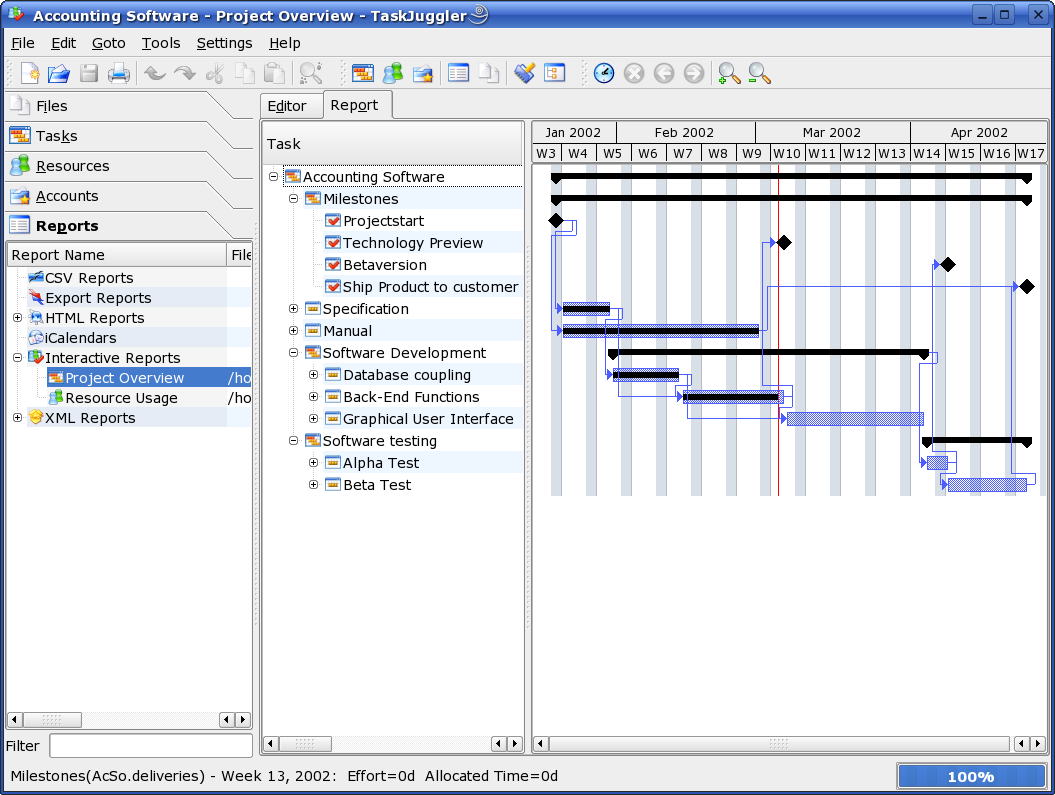 Accounting Software - Project Overview - TaskJuggler
File Edit Goto Tools Settings Help
Files
Tasks
Resources
Accounts
Reports
Report Name File
CSV Reports
Export Reports
HTML Reports
iCalendars
Interactive Reports
Project Overview /ho
Resource Usage /ho
XML Reports
Filter
Editor Report
Task
Accounting Software
Milestones
Projectstart
Technology Preview
Betaversion
Ship Product to customer
Specification
Manual
Software Development
Database coupling
Back-End Functions
Graphical User Interface
Software testing
Alpha Test
Beta Test
Jan 2002 Feb 2002 Mar 2002 Apr 2002
W3 W4 W5 W6 W7 W8 W9 W10 W11 W12 W13 W14 W15 W16 W17
Milestones(AcSo.deliveries) - Week 13, 2002: Effort=0d Allocated Time=0d
100%